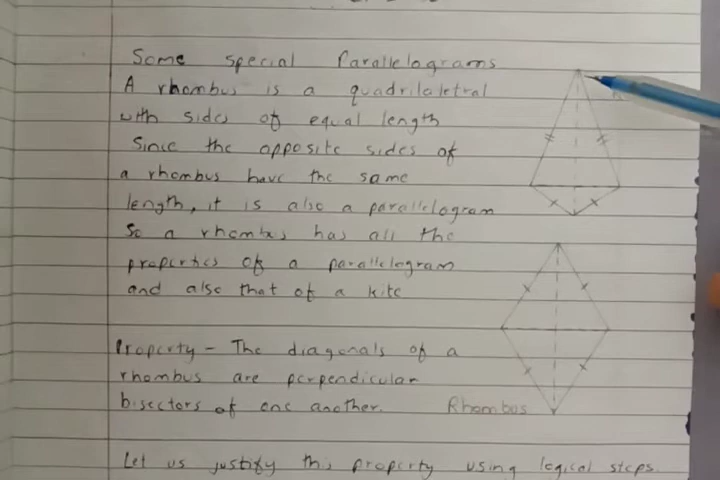 Some special Parallelograms
A rhombus is a quadrilaletral
with sides of equal length
Since the opposite sides of
a rhombus have the same
length, it is also a parallelogram
So a rhombus has all the
properties of a parallelogram
and also that of a kite
Property - The diagonals of a
rhombus are perpendicular
bisectors of one another.
Rhombus
Let us justify this property using logical steps.